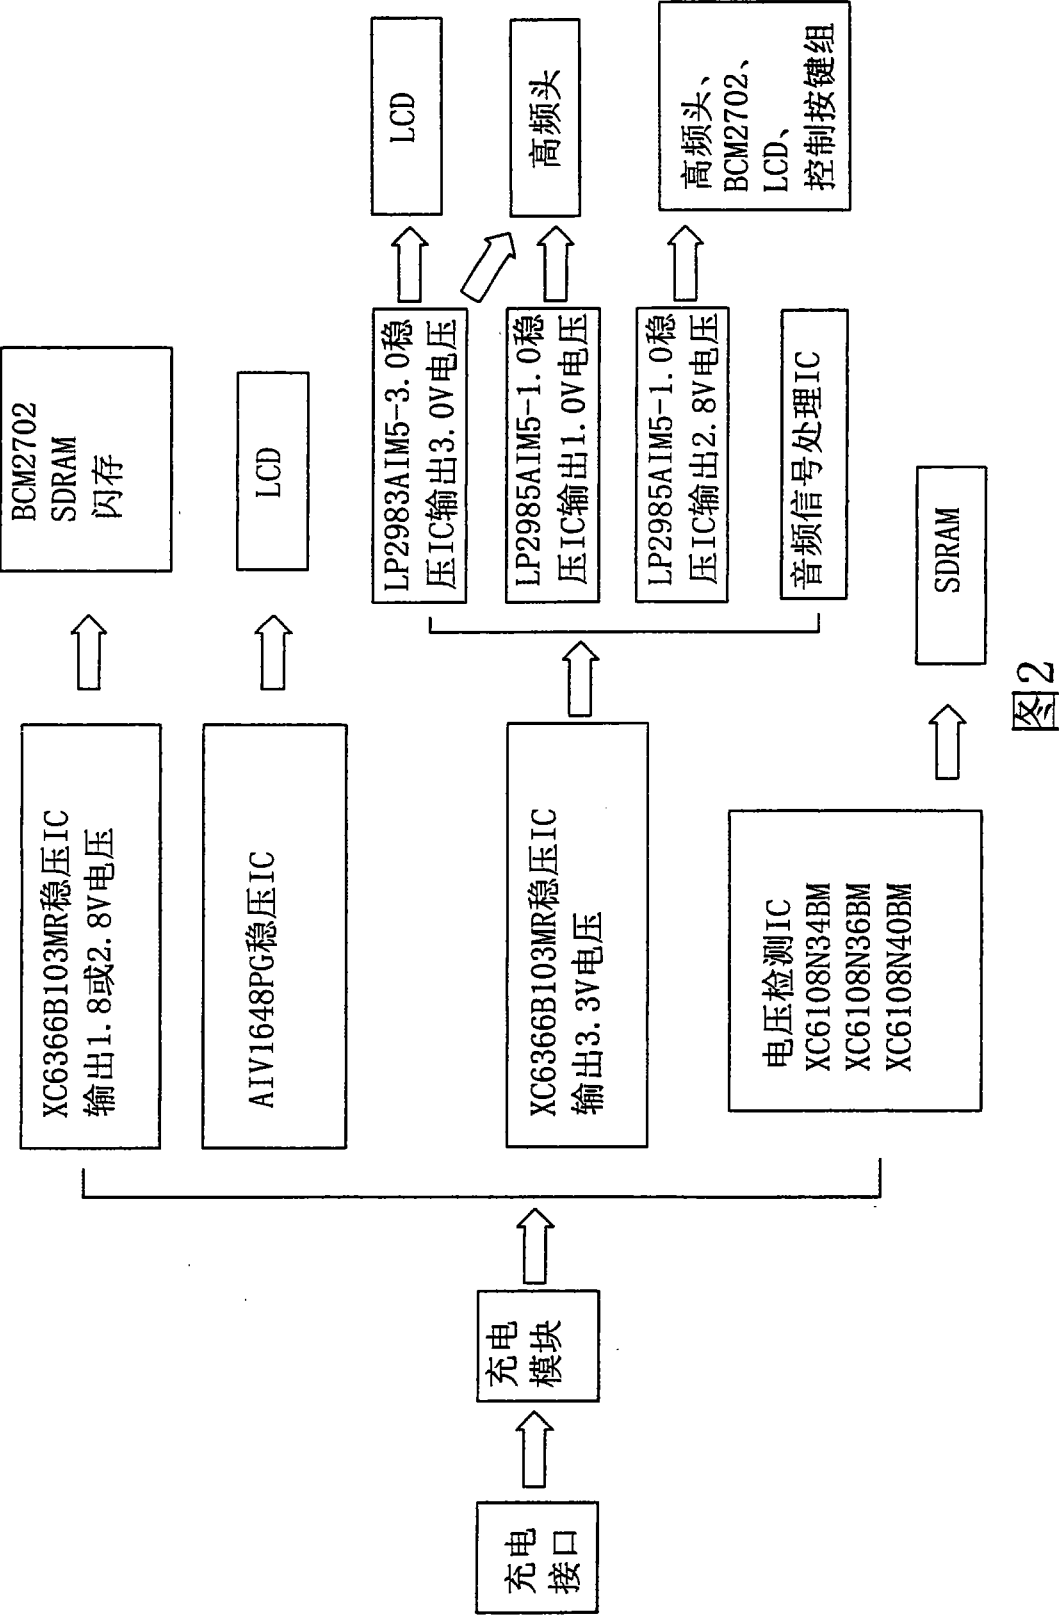 充电
接口
充电
模块
XC6366B103MR稳压IC
输出1.8或2.8V电压
AIV1648PG稳压IC
XC6366B103MR稳压IC
输出3.3V电压
电压检测IC
XC6108N34BM
XC6108N36BM
XC6108N40BM
BCM2702
SDRAM
闪存
LCD
LP2983AIM5-3.0稳
压IC输出3.0V电压
LP2985AIM5-1.0稳
压IC输出1.0V电压
LP2985AIM5-1.0稳
压IC输出2.8V电压
音频信号处理IC
SDRAM
LCD
高频头
高频头、
BCM2702、
LCD、
控制按键组
图2